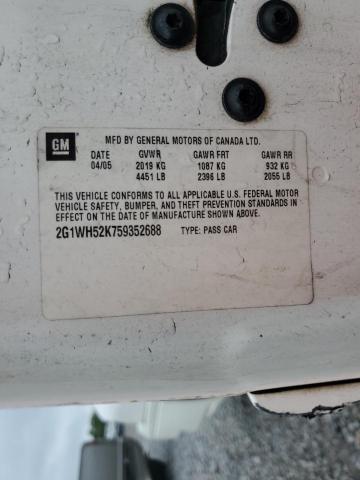 GM
MFD BY GENERAL MOTORS OF CANADA LTD.
DATE GVWR GAWR FRT GAWR RR
04/05 2019 KG 1087 KG 932 KG
4451 LB 2396 LB 2055 LB
THIS VEHICLE CONFORMS TO ALL APPLICABLE U.S. FEDERAL MOTOR
VEHICLE SAFETY, BUMPER, AND THEFT PREVENTION STANDARDS IN
EFFECT ON THE DATE OF MANUFACTURE SHOWN ABOVE.
2G1WH52K759352688 TYPE: PASS CAR